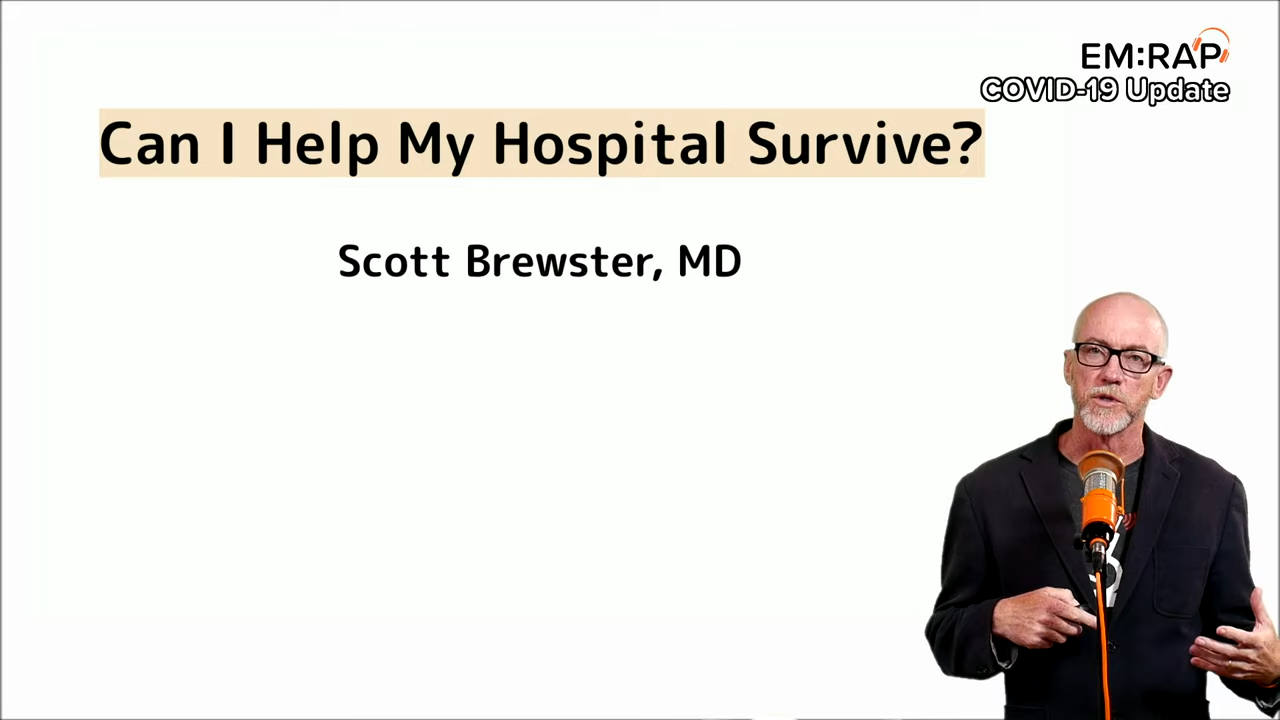 EM:RAP
COVID-19 Update
Can I Help My Hospital Survive?
Scott Brewster, MD